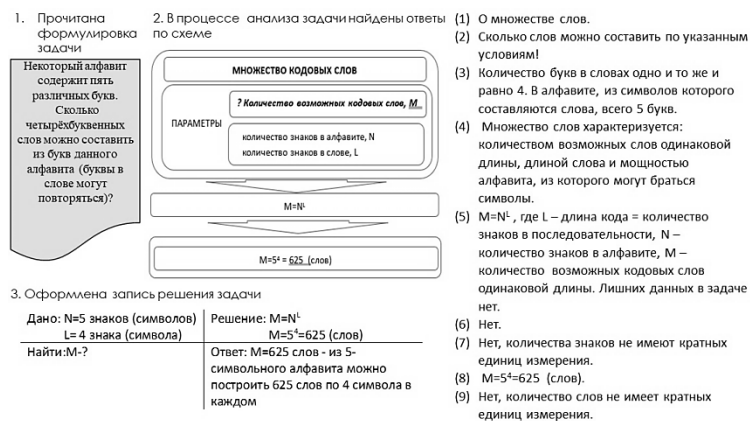 1. Прочитана
формулировка
задачи
Некоторый алфавит
содержит пять
различных букв.
Сколько
четырёхбуквенных
слов можно составить
из букв данного
алфавита (буквы в
слове могут
повторяться)?
2. В процессе анализа задачи найдены ответы
по схеме
МНОЖЕСТВО КОДОВЫХ СЛОВ
? Количество возможных кодовых слов, M
ПАРАМЕТРЫ
количество знаков в алфавите, N
количество знаков в слове, L
M=Nᴸ
M=5⁴ = 625 (слов)
3. Оформлена запись решения задачи
Дано: N=5 знаков (символов)
L= 4 знака (символа)
Найти:M-?
Решение: M=Nᴸ
M=5⁴=625 (слов)
Ответ: M=625 слов - из 5-
символьного алфавита можно
построить 625 слов по 4 символа в
каждом
(1) О множестве слов.
(2) Сколько слов можно составить по указанным
условиям!
(3) Количество букв в словах одно и то же и
равно 4. В алфавите, из символов которого
составляются слова, всего 5 букв.
(4) Множество слов характеризуется:
количеством возможных слов одинаковой
длины, длиной слова и мощностью
алфавита, из которого могут браться
символы.
(5) M=Nᴸ , где L – длина кода = количество
знаков в последовательности, N –
количество знаков в алфавите, M –
количество возможных кодовых слов
одинаковой длины. Лишних данных в задаче
нет.
(6) Нет.
(7) Нет, количества знаков не имеют кратных
единиц измерения.
(8) M=5⁴=625 (слов).
(9) Нет, количество слов не имеет кратных
единиц измерения.